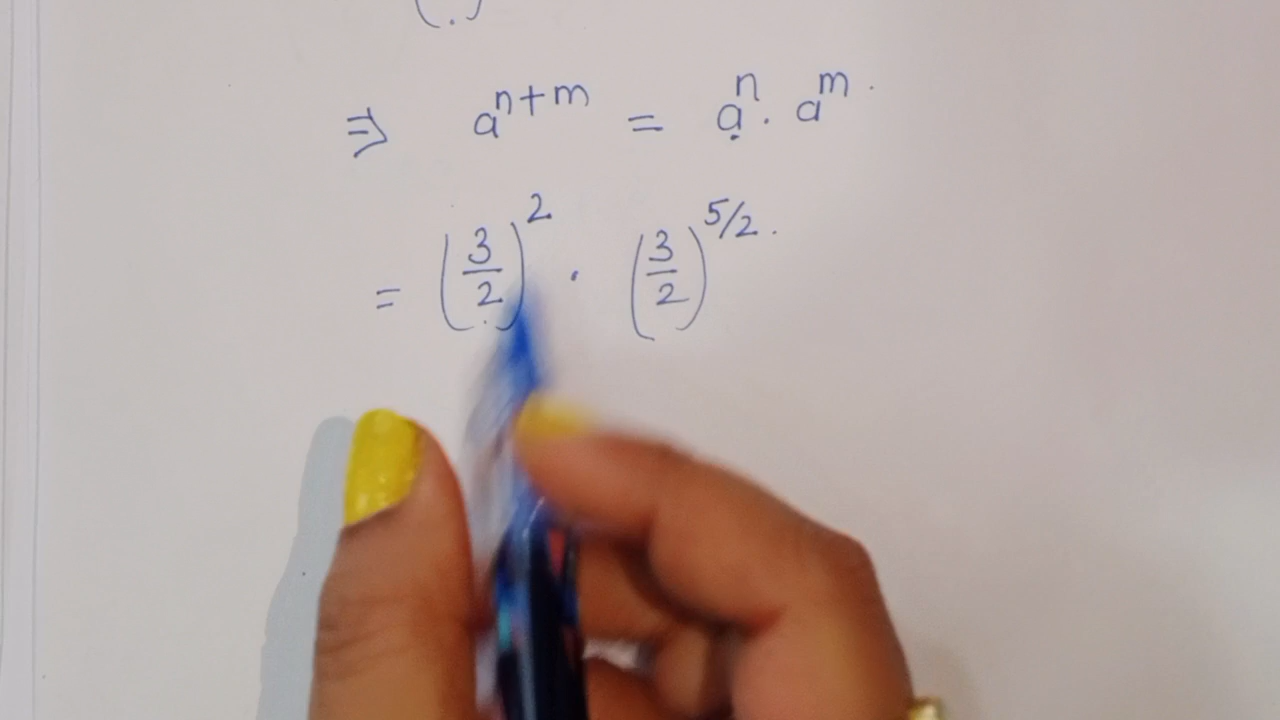 ⇒ a^{n+m} = a^n . a^m .
= (3/2)^2 . (3/2)^{5/2} .